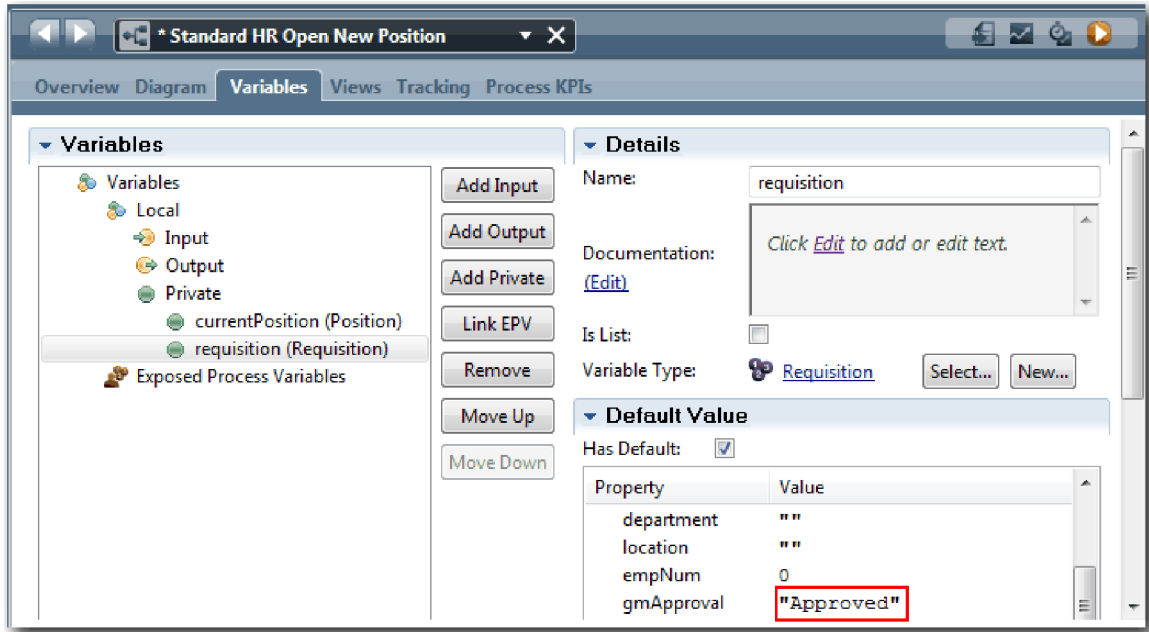 * Standard HR Open New Position
Overview Diagram Variables Views Tracking Process KPIs
Variables
Variables
Local
Input
Output
Private
currentPosition (Position)
requisition (Requisition)
Exposed Process Variables
Add Input
Add Output
Add Private
Link EPV
Remove
Move Up
Move Down
Details
Name: requisition
Documentation: Click Edit to add or edit text.
(Edit)
Is List:
Variable Type: Requisition Select... New...
Default Value
Has Default:
Property Value
department ""
location ""
empNum 0
gmApproval "Approved"